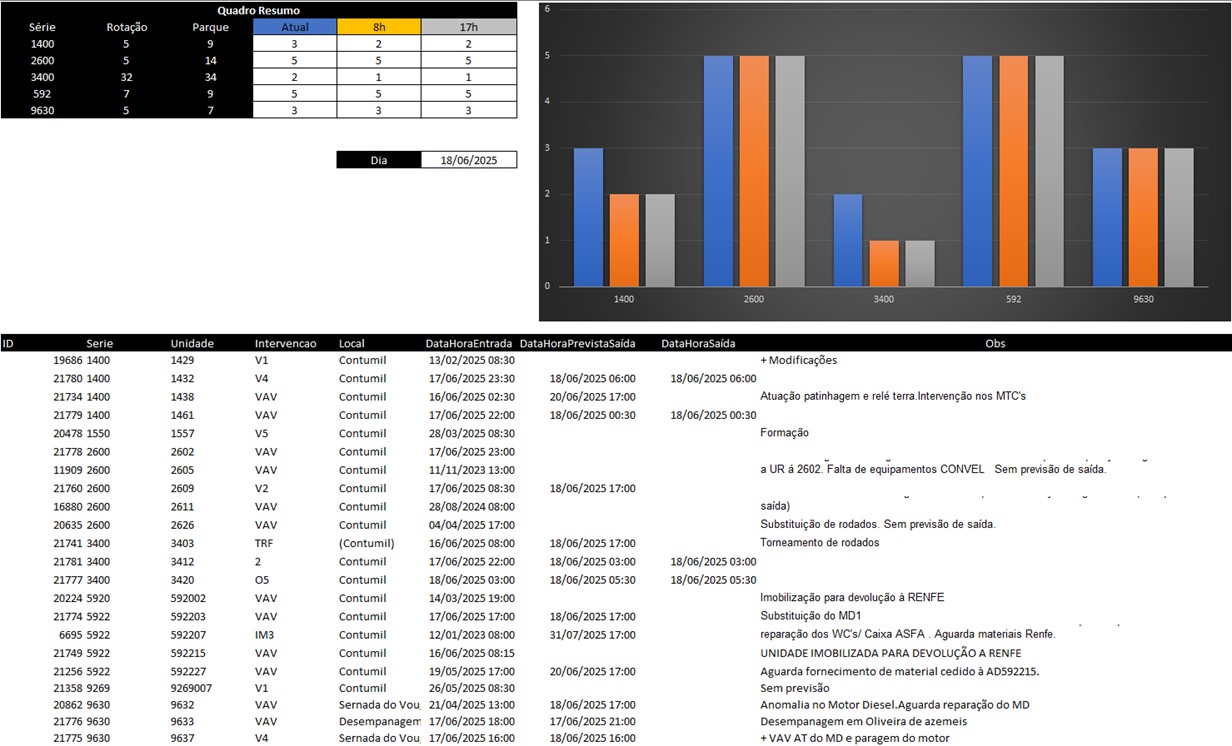 Quadro Resumo
Série Rotação Parque Atual 8h 17h
1400 5 9 3 2 2
2600 5 14 5 5 5
3400 32 34 2 1 1
592 7 9 5 5 5
9630 5 7 3 3 3
Dia 18/06/2025
6
5
4
3
2
1
0
1400 2600 3400 592 9630
ID Serie Unidade Intervencao Local DataHoraEntrada DataHoraPrevistaSaída DataHoraSaída Obs
19686 1400 1429 V1 Contumil 13/02/2025 08:30 + Modificações
21780 1400 1432 V4 Contumil 17/06/2025 23:30 18/06/2025 06:00 18/06/2025 06:00
21734 1400 1438 VAV Contumil 16/06/2025 02:30 20/06/2025 17:00 Atuação patinhagem e relé terra.Intervenção nos MTC's
21779 1400 1461 VAV Contumil 17/06/2025 22:00 18/06/2025 00:30 18/06/2025 00:30
20478 1550 1557 V5 Contumil 28/03/2025 08:30 Formação
21778 2600 2602 VAV Contumil 17/06/2025 23:00
11909 2600 2605 VAV Contumil 11/11/2023 13:00 a UR á 2602. Falta de equipamentos CONVEL Sem previsão de saída.
21760 2600 2609 V2 Contumil 17/06/2025 08:30 18/06/2025 17:00
16880 2600 2611 VAV Contumil 28/08/2024 08:00 saída)
20635 2600 2626 VAV Contumil 04/04/2025 17:00 Substituição de rodados. Sem previsão de saída.
21741 3400 3403 TRF (Contumil) 16/06/2025 08:00 18/06/2025 17:00 Torneamento de rodados
21781 3400 3412 2 Contumil 17/06/2025 22:00 18/06/2025 03:00 18/06/2025 03:00
21777 3400 3420 O5 Contumil 18/06/2025 03:00 18/06/2025 05:30 18/06/2025 05:30
20224 5920 592002 VAV Contumil 14/03/2025 19:00 Imobilização para devolução à RENFE
21774 5922 592203 VAV Contumil 17/06/2025 17:00 18/06/2025 17:00 Substituição do MD1
6695 5922 592207 IM3 Contumil 12/01/2023 08:00 31/07/2025 17:00 reparação dos WC's/ Caixa ASFA . Aguarda materiais Renfe.
21749 5922 592215 VAV Contumil 16/06/2025 08:15 UNIDADE IMOBILIZADA PARA DEVOLUÇÃO A RENFE
21256 5922 592227 VAV Contumil 19/05/2025 17:00 20/06/2025 17:00 Aguarda fornecimento de material cedido à AD592215.
21358 9269 9269007 V1 Contumil 26/05/2025 08:30 Sem previsão
20862 9630 9632 VAV Sernada do Vou 21/04/2025 13:00 18/06/2025 17:00 Anomalia no Motor Diesel.Aguarda reparação do MD
21776 9630 9633 VAV Desempanagem 17/06/2025 18:00 17/06/2025 21:00 Desempanagem em Oliveira de azemeis
21775 9630 9637 V4 Sernada do Vou 17/06/2025 16:00 18/06/2025 16:00 + VAV AT do MD e paragem do motor